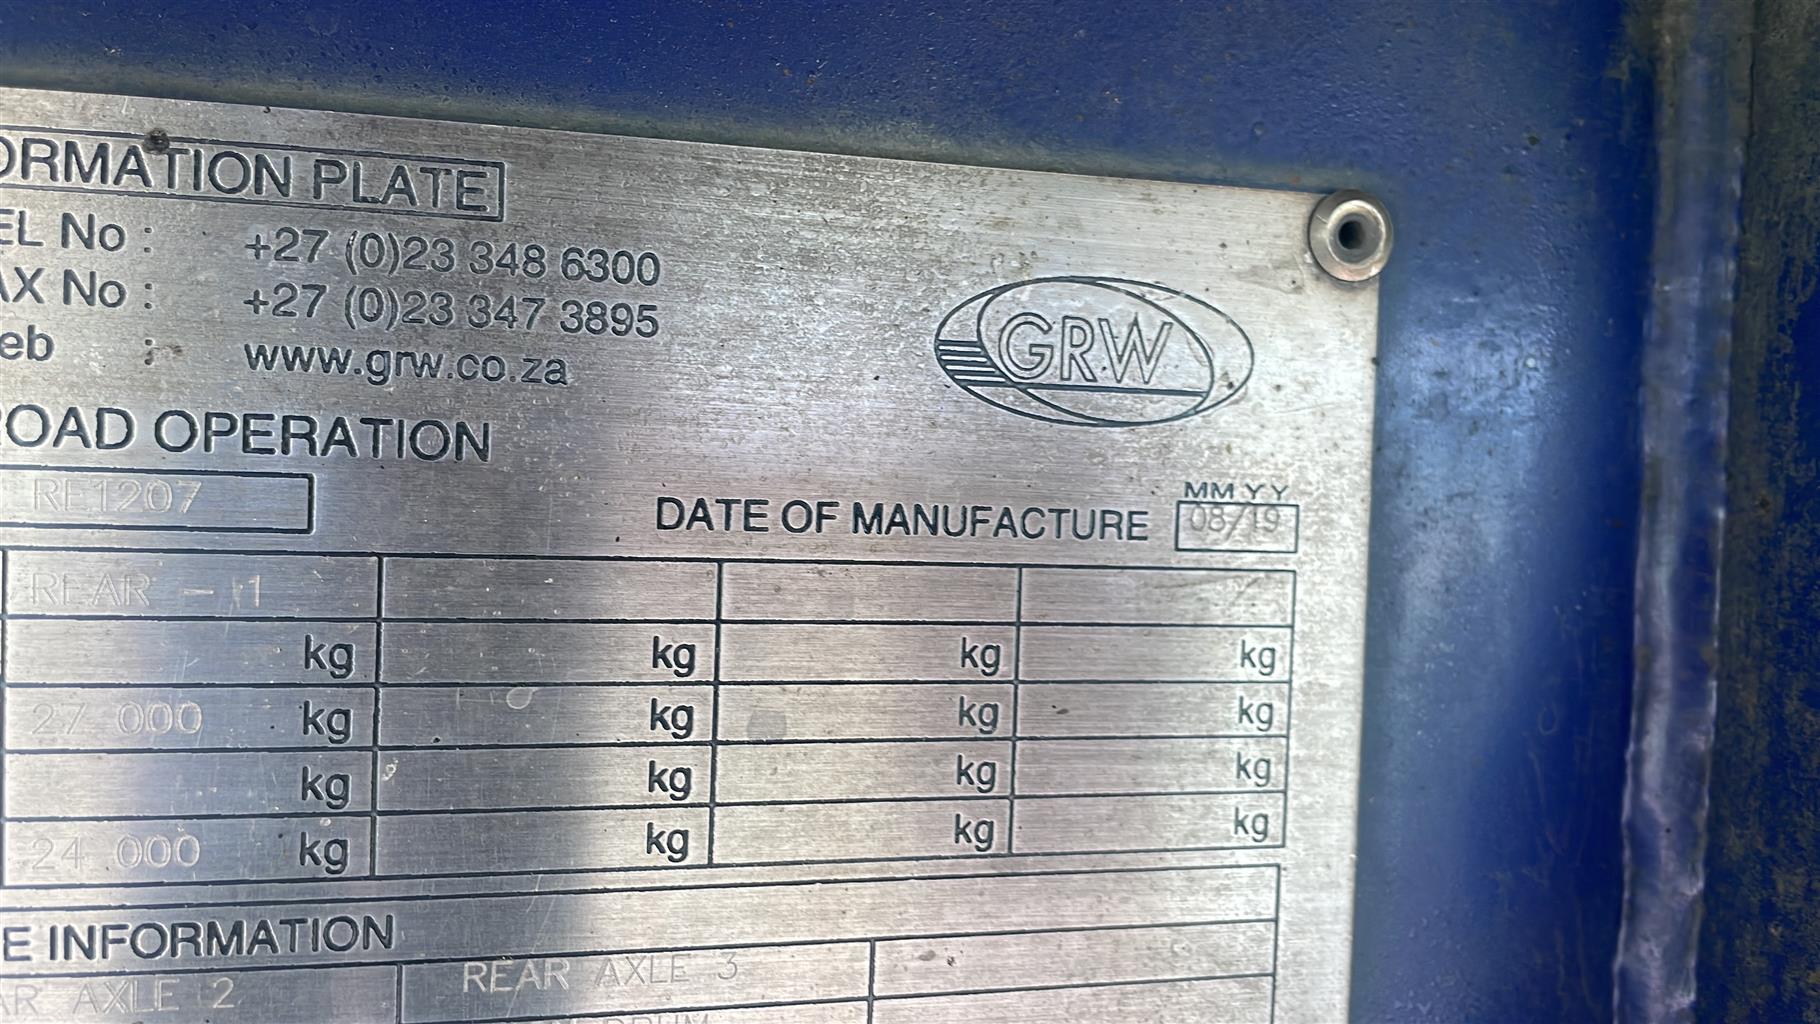 ORMATION PLATE
EL No : +27 (0)23 348 6300
AX No : +27 (0)23 347 3895
eb : www.grw.co.za
GRW
ROAD OPERATION
MM YY
RE1207
DATE OF MANUFACTURE 08/19
REAR - 1
kg kg kg kg
27 000 kg kg kg kg
kg kg kg kg
24 000 kg kg kg kg
E INFORMATION
AR AXLE 2 REAR AXLE 3